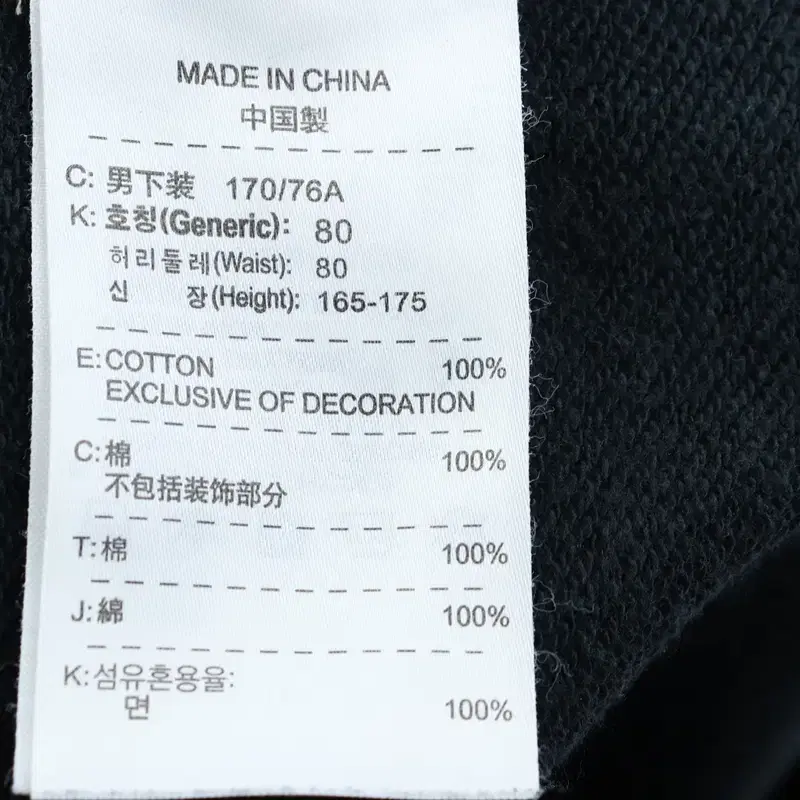 MADE IN CHINA
中国製
C: 男下装 170/76A
K: 호칭(Generic): 80
허리둘레(Waist): 80
신 장(Height): 165-175
E: COTTON 100%
EXCLUSIVE OF DECORATION
C: 棉 100%
不包括装饰部分
T: 棉 100%
J: 綿 100%
K: 섬유혼용율:
면 100%